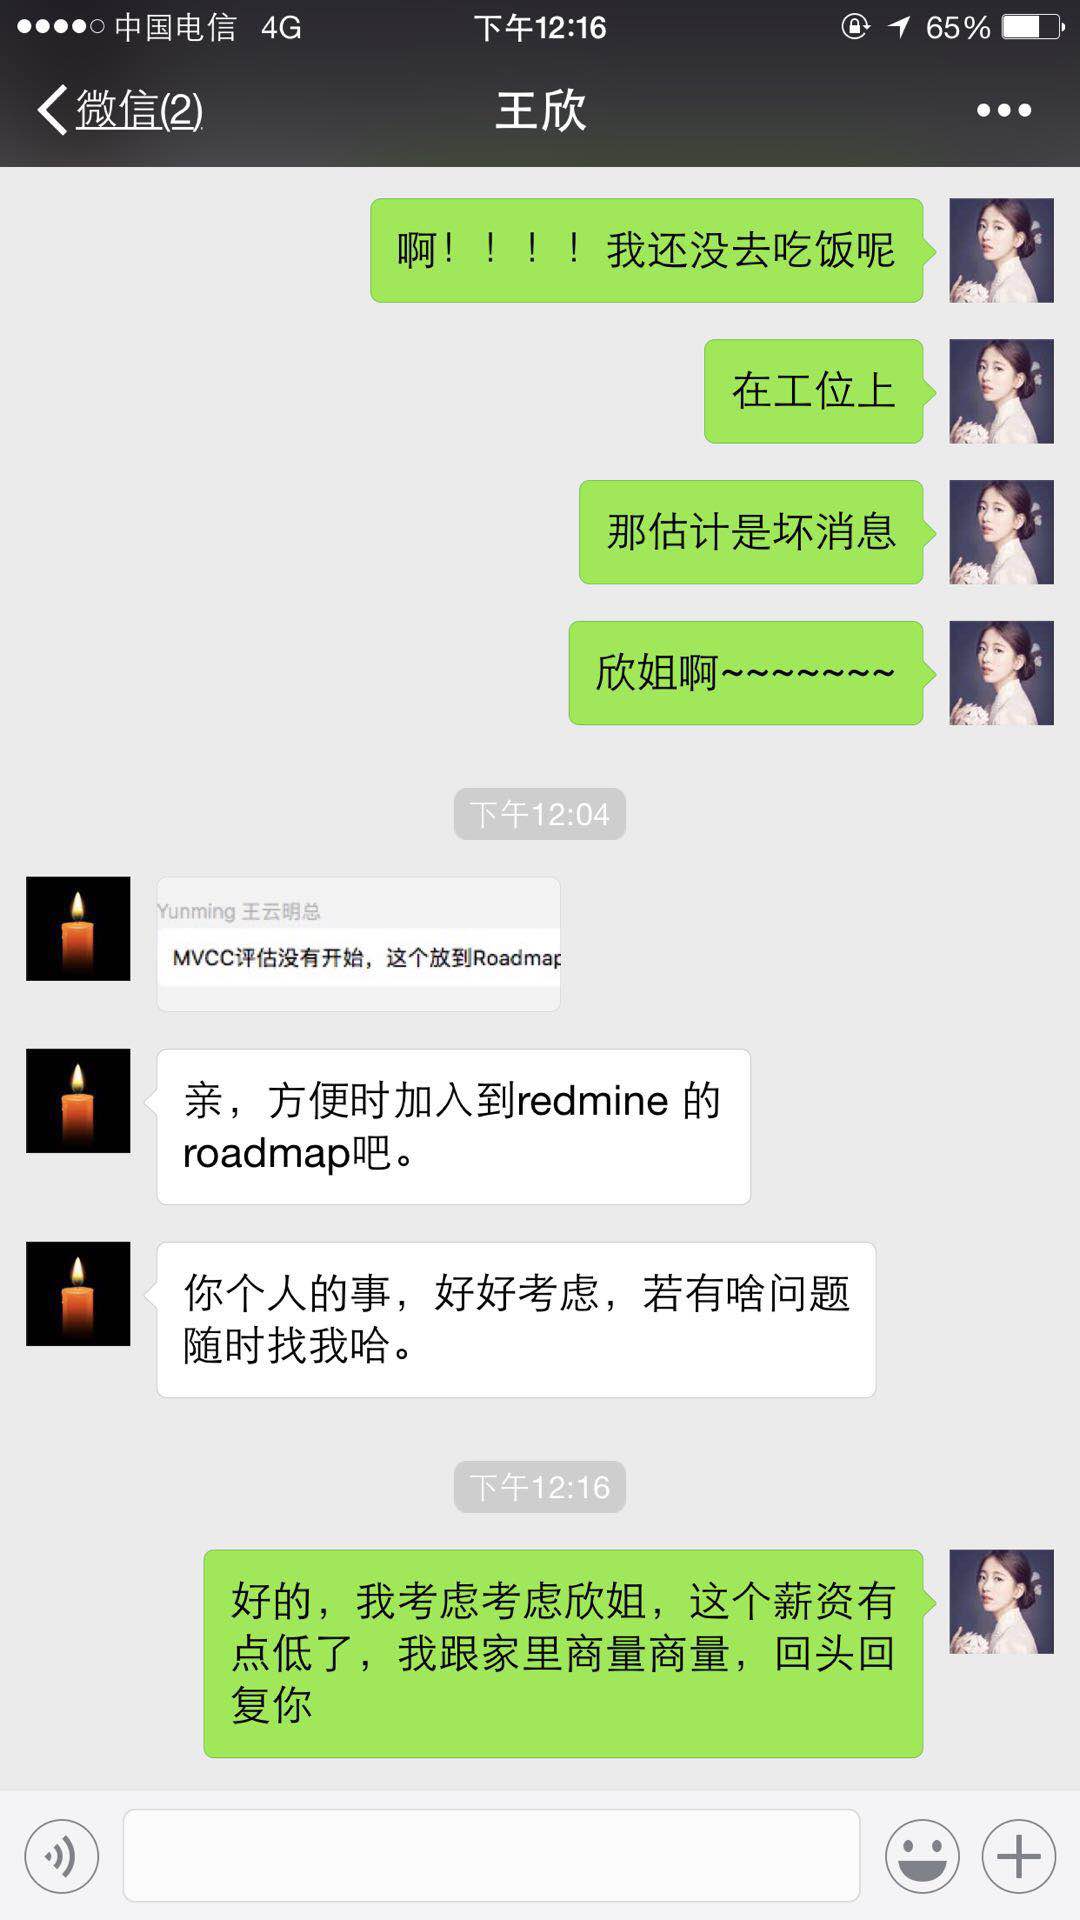 中国电信 4G 下午12:16 65%
微信(2) 王欣
啊！！！！我还没去吃饭呢
在工位上
那估计是坏消息
欣姐啊~~~~~~~
下午12:04
Yunming 王云明总
MVCC评估没有开始，这个放到Roadmap
亲，方便时加入到redmine 的
roadmap吧。
你个人的事，好好考虑，若有啥问题
随时找我哈。
下午12:16
好的，我考虑考虑欣姐，这个薪资有
点低了，我跟家里商量商量，回头回
复你